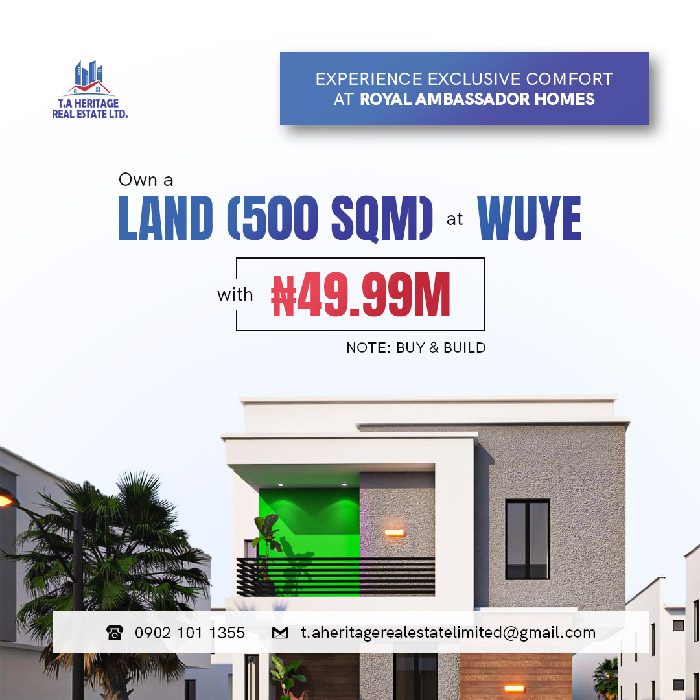 T.A HERITAGE
REAL ESTATE LTD.
EXPERIENCE EXCLUSIVE COMFORT
AT ROYAL AMBASSADOR HOMES
Own a
LAND (500 SQM) at WUYE
with ₦49.99M
NOTE: BUY & BUILD
0902 101 1355 t.aheritagerealestatelimited@gmail.com